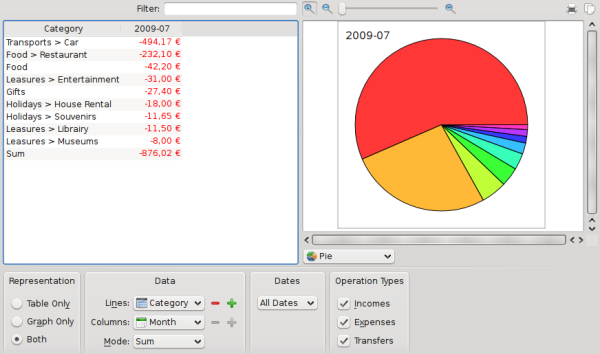 Filter:
Category 2009-07
Transports > Car -494,17 €
Food > Restaurant -232,10 €
Food -42,20 €
Leasures > Entertainment -31,00 €
Gifts -27,40 €
Holidays > House Rental -18,00 €
Holidays > Souvenirs -11,65 €
Leasures > Librairy -11,50 €
Leasures > Museums -8,00 €
Sum -876,02 €
2009-07
Pie
Representation
Table Only
Graph Only
Both
Data
Lines: Category
Columns: Month
Mode: Sum
Dates
All Dates
Operation Types
Incomes
Expenses
Transfers